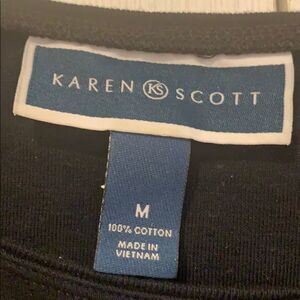 KAREN KS SCOTT
M
100% COTTON
MADE IN
VIETNAM